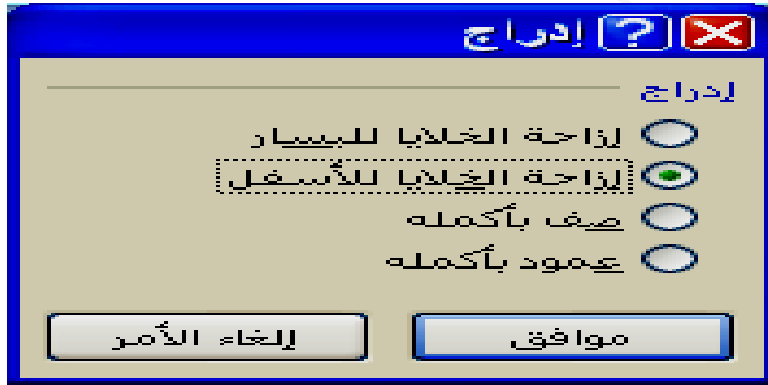 إدراج
إدراج
إزاحة الخلايا لليسار
إزاحة الخلايا للأسفل
صف بأكمله
عمود بأكمله
موافق
إلغاء الأمر